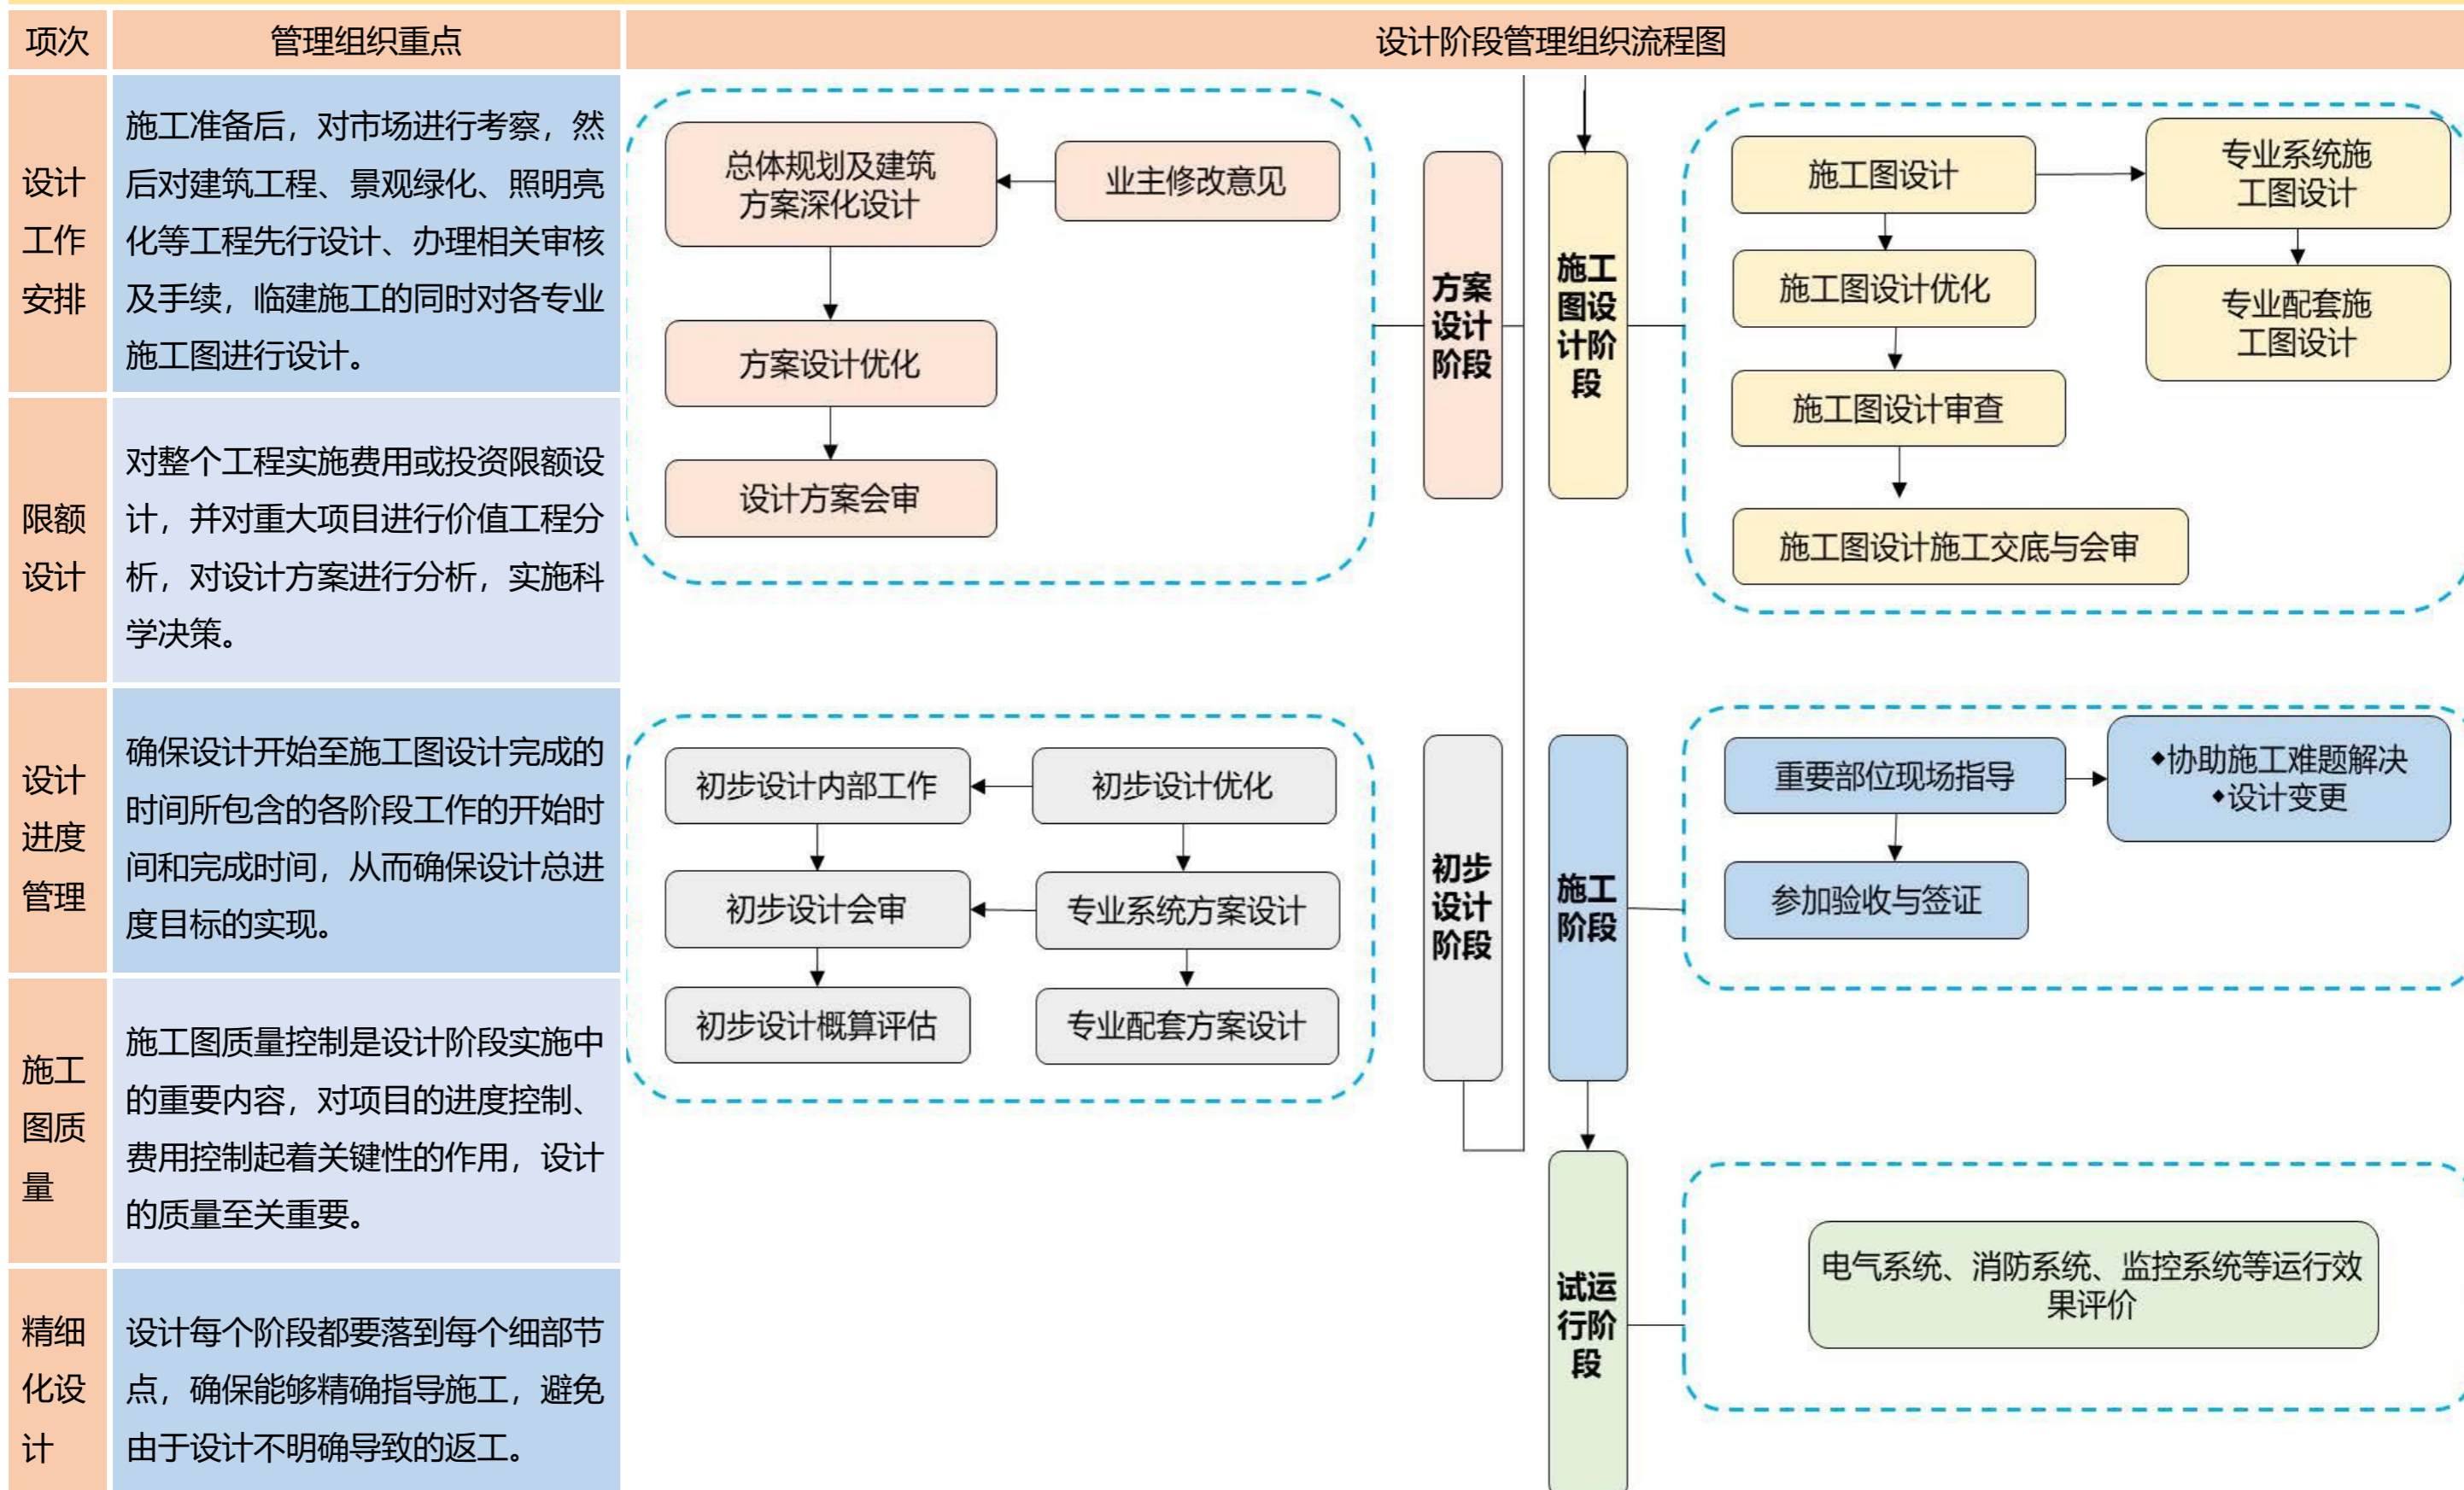 项次
管理组织重点
设计阶段管理组织流程图
设计
工作
安排
施工准备后，对市场进行考察，然
后对建筑工程、景观绿化、照明亮
化等工程先行设计、办理相关审核
及手续，临建施工的同时对各专业
施工图进行设计。
限额
设计
对整个工程实施费用或投资限额设
计，并对重大项目进行价值工程分
析，对设计方案进行分析，实施科
学决策。
设计
进度
管理
确保设计开始至施工图设计完成的
时间所包含的各阶段工作的开始时
间和完成时间，从而确保设计总进
度目标的实现。
施工
图质
量
施工图质量控制是设计阶段实施中
的重要内容，对项目的进度控制、
费用控制起着关键性的作用，设计
的质量至关重要。
精细
化设
计
设计每个阶段都要落到每个细部节
点，确保能够精确指导施工，避免
由于设计不明确导致的返工。
总体规划及建筑
方案深化设计
业主修改意见
方案设计优化
设计方案会审
方案
设计
阶段
初步设计内部工作
初步设计优化
初步设计会审
专业系统方案设计
初步设计概算评估
专业配套方案设计
初步
设计
阶段
施工
图设
计阶
段
施工图设计
专业系统施
工图设计
施工图设计优化
专业配套施
工图设计
施工图设计审查
施工图设计施工交底与会审
施工
阶段
重要部位现场指导
◆协助施工难题解决
◆设计变更
参加验收与签证
试运
行阶
段
电气系统、消防系统、监控系统等运行效
果评价